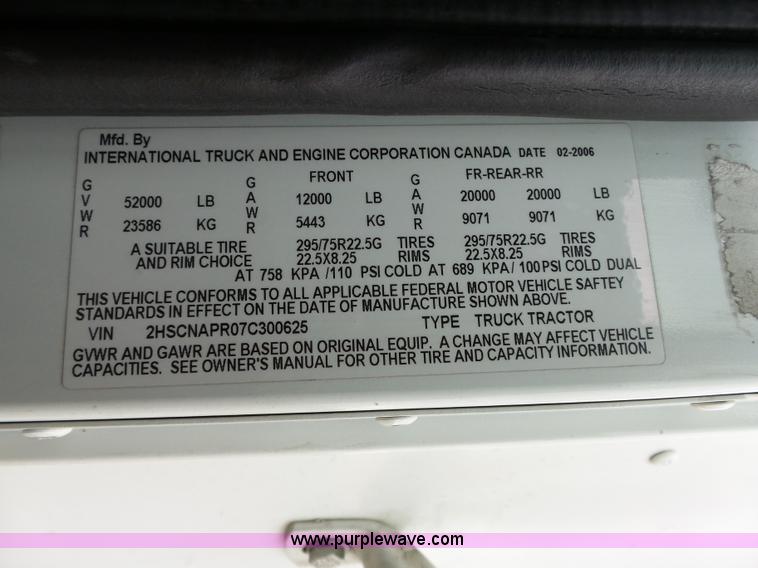 Mfd. By
INTERNATIONAL TRUCK AND ENGINE CORPORATION CANADA DATE 02-2006
GVWR 52000 LB 23586 KG
GAWR FRONT 12000 LB 5443 KG
GAWR FR-REAR-RR 20000 20000 LB 9071 9071 KG
A SUITABLE TIRE 295/75R22.5G TIRES 295/75R22.5G TIRES
AND RIM CHOICE 22.5X8.25 RIMS 22.5X8.25 RIMS
AT 758 KPA /110 PSI COLD AT 689 KPA/ 100 PSI COLD DUAL
THIS VEHICLE CONFORMS TO ALL APPLICABLE FEDERAL MOTOR VEHICLE SAFTEY
STANDARDS IN EFFECT ON THE DATE OF MANUFACTURE SHOWN ABOVE.
VIN 2HSCNAPR07C300625 TYPE TRUCK TRACTOR
GVWR AND GAWR ARE BASED ON ORIGINAL EQUIP. A CHANGE MAY AFFECT VEHICLE
CAPACITIES. SEE OWNER'S MANUAL FOR OTHER TIRE AND CAPACITY INFORMATION.
www.purplewave.com